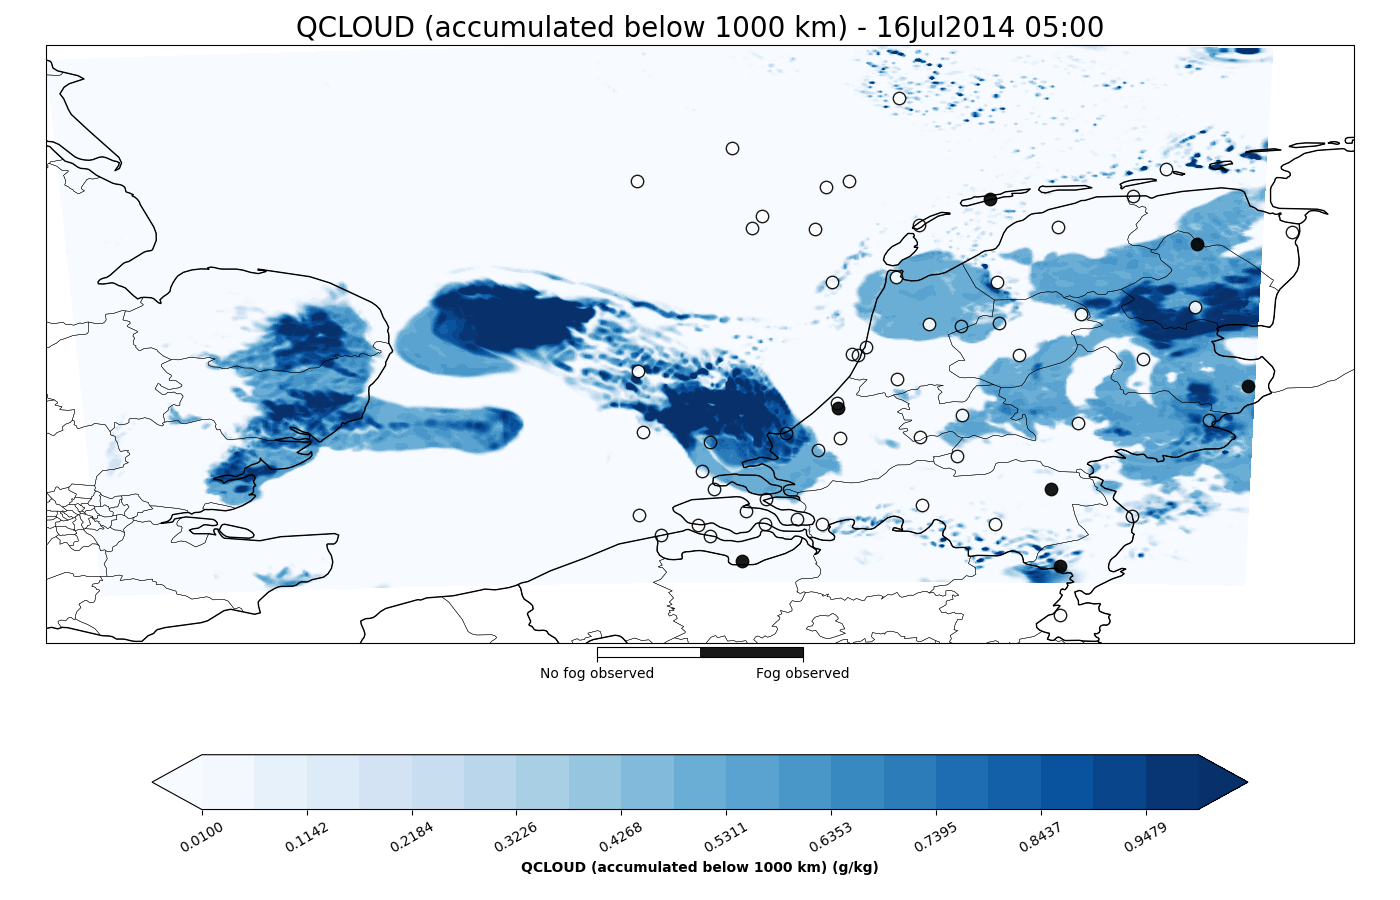 QCLOUD (accumulated below 1000 km) - 16Jul2014 05:00
No fog observed Fog observed
0.0100 0.1142 0.2184 0.3226 0.4268 0.5311 0.6353 0.7395 0.8437 0.9479
QCLOUD (accumulated below 1000 km) (g/kg)